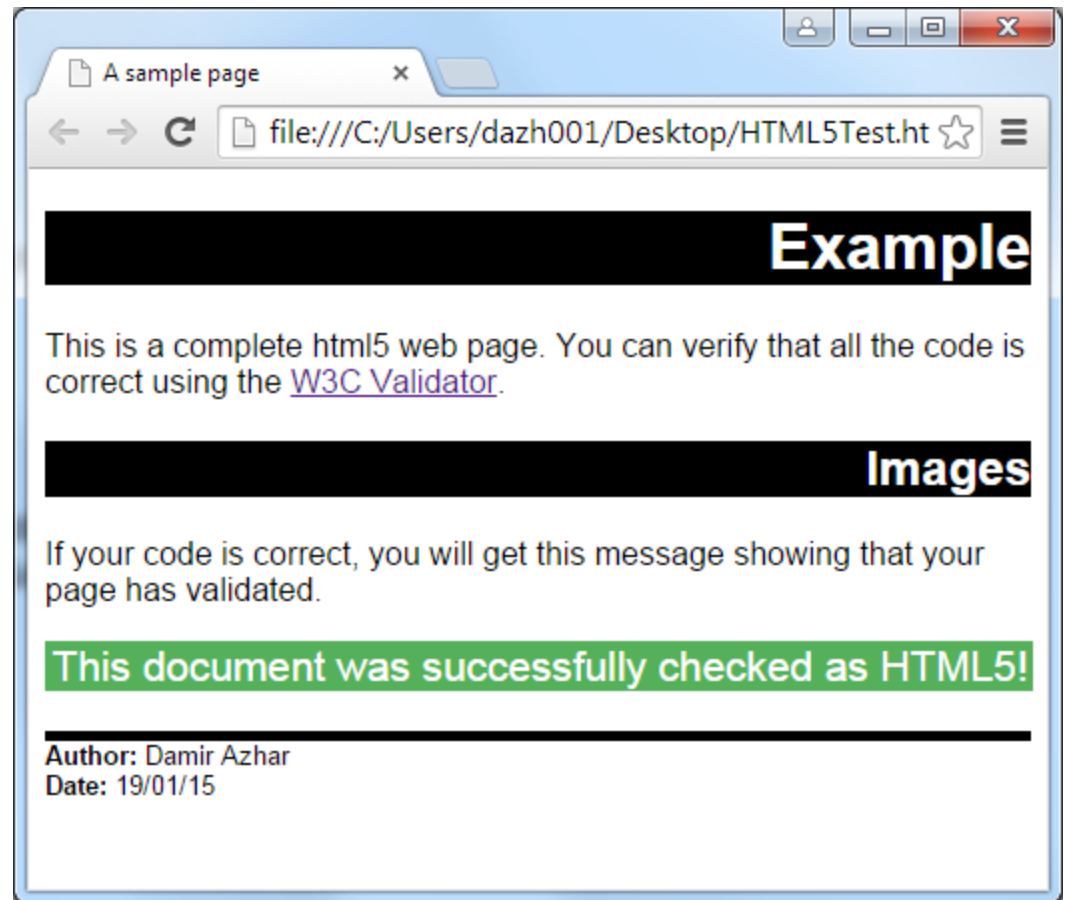 A sample page
file:///C:/Users/dazh001/Desktop/HTML5Test.ht
Example
This is a complete html5 web page. You can verify that all the code is
correct using the W3C Validator.
Images
If your code is correct, you will get this message showing that your
page has validated.
This document was successfully checked as HTML5!
Author: Damir Azhar
Date: 19/01/15